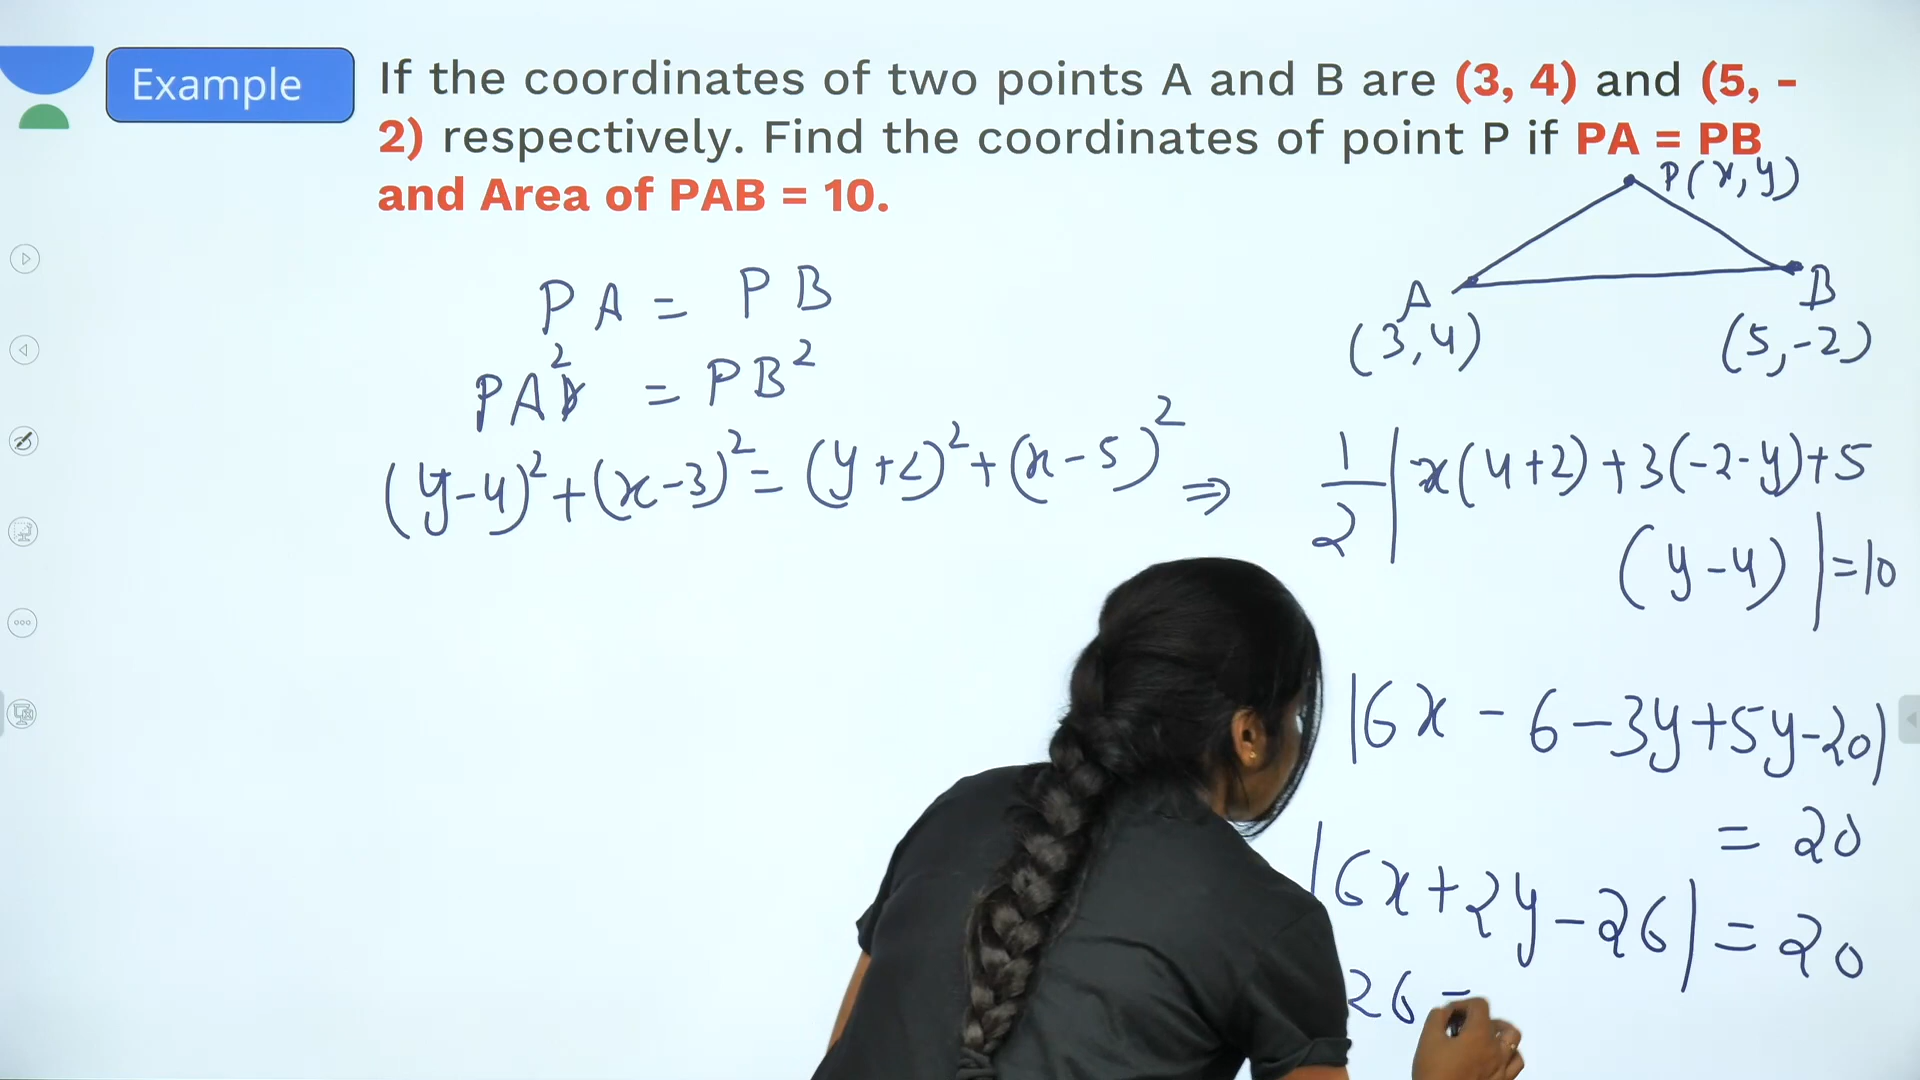 Example
If the coordinates of two points A and B are (3, 4) and (5, -
2) respectively. Find the coordinates of point P if PA = PB
and Area of PAB = 10.
P(x,y)
A
(3,4)
B
(5,-2)
PA = PB
PA² = PB²
(y-4)²+(x-3)²=(y+2)²+(x-5)² ⇒
1/2 |x(4+2)+3(-2-y)+5
(y-4)|=10
|6x - 6-3y+5y-20|
= 20
|6x+2y-26|=20
26 =